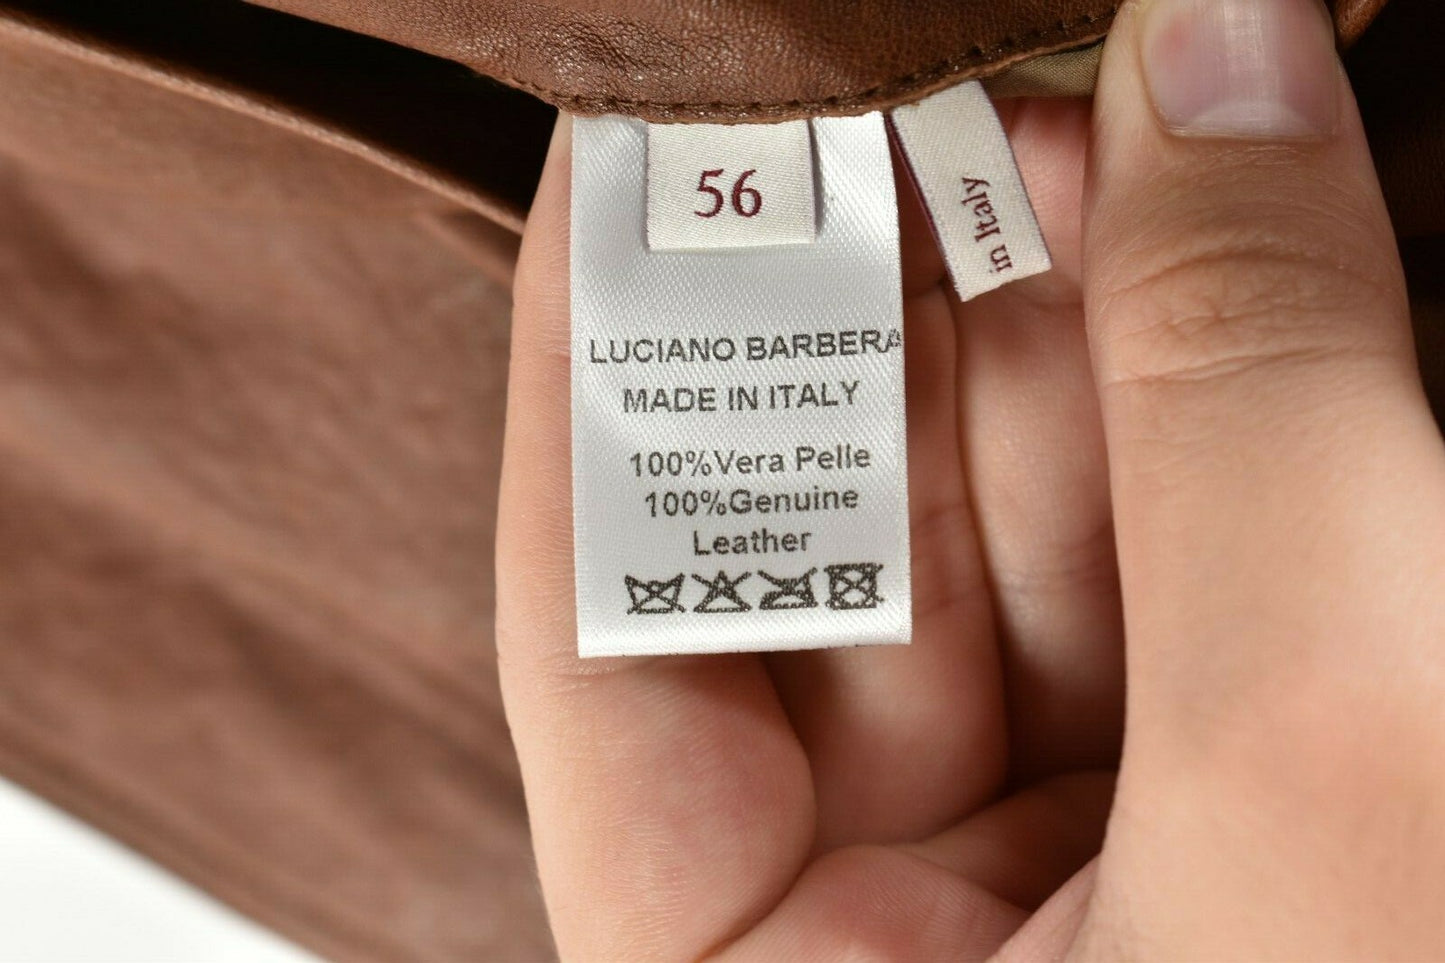 56
in Italy
LUCIANO BARBERA
MADE IN ITALY
100%Vera Pelle
100%Genuine
Leather